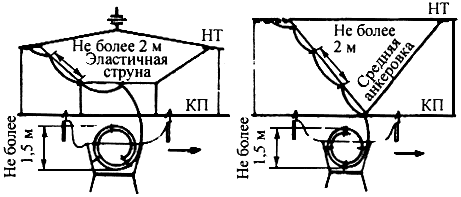 Не более 2 м
НТ
Эластичная
струна
КП
Не более
1,5 м
Не более
2 м
НТ
Средняя
анкеровка
КП
Не более
1,5 м